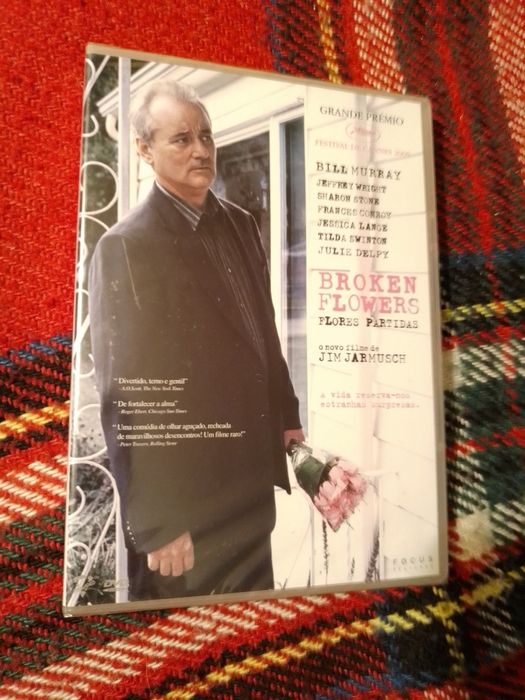 GRANDE PRÉMIO
FESTIVAL DE CANNES 2005
BILL MURRAY
JEFFREY WRIGHT
SHARON STONE
FRANCES CONROY
JESSICA LANGE
TILDA SWINTON
JULIE DELPY
BROKEN
FLOWERS
FLORES PARTIDAS
O novo filme de
JIM JARMUSCH
A vida reserva-nos
estranhas surpresas.
“ Divertido, terno e gentil”
- A.O.Scott, The New York Times
“ De fortalecer a alma”
- Roger Ebert, Chicago Sun-Times
“ Uma comédia de olhar aguçado, recheada
de maravilhosos desencontros! Um filme raro!”
- Peter Travers, Rolling Stone
FOCUS